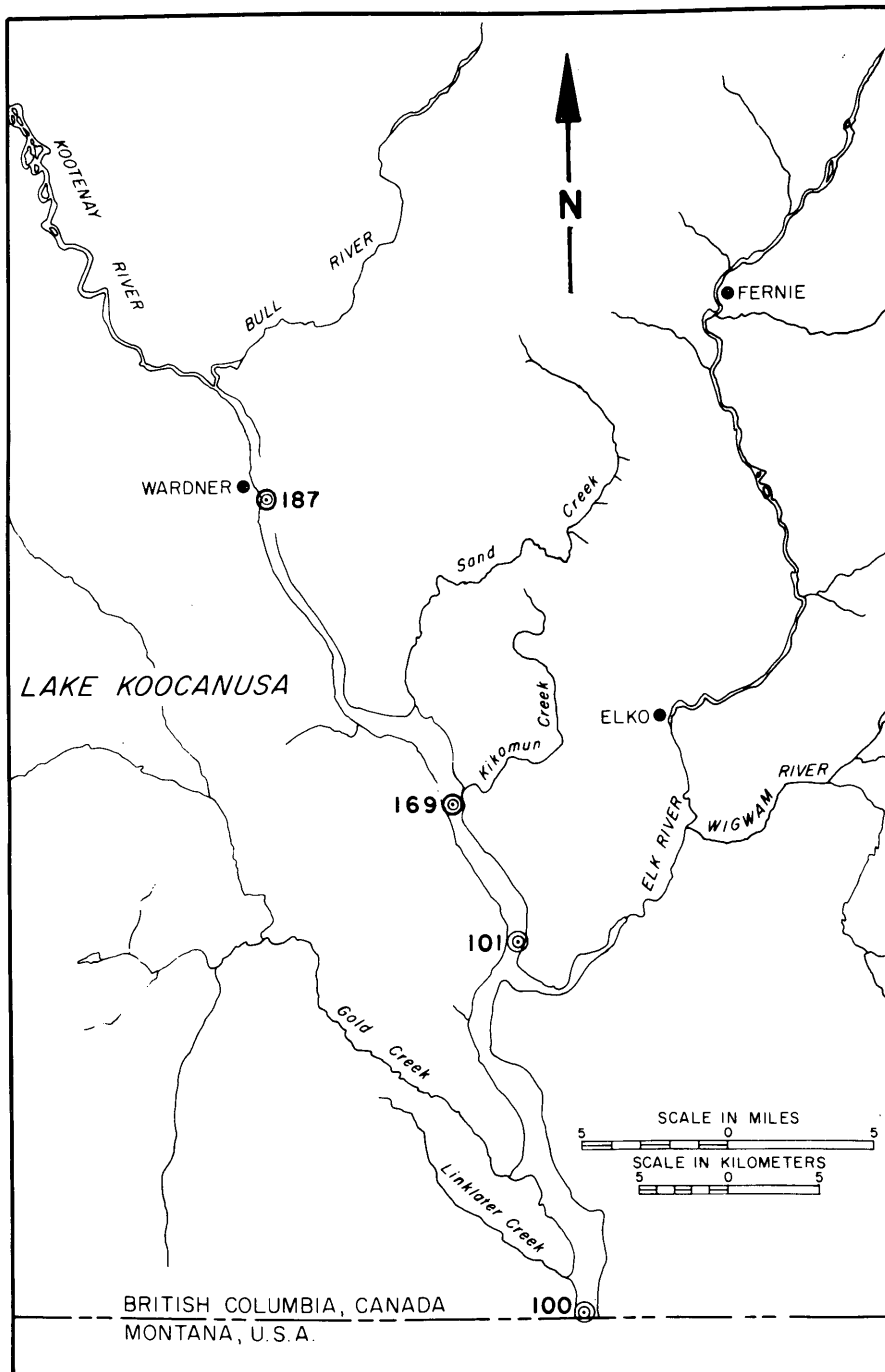 KOOTENAY
RIVER
BULL
RIVER
N
FERNIE
WARDNER
187
Sand
Creek
LAKE KOOCANUSA
Kikomun
Creek
ELKO
169
WIGWAM
RIVER
ELK RIVER
101
Gold
Creek
Linklater Creek
SCALE IN MILES
5 0 5
SCALE IN KILOMETERS
5 0 5
BRITISH COLUMBIA, CANADA
100
MONTANA, U.S.A.